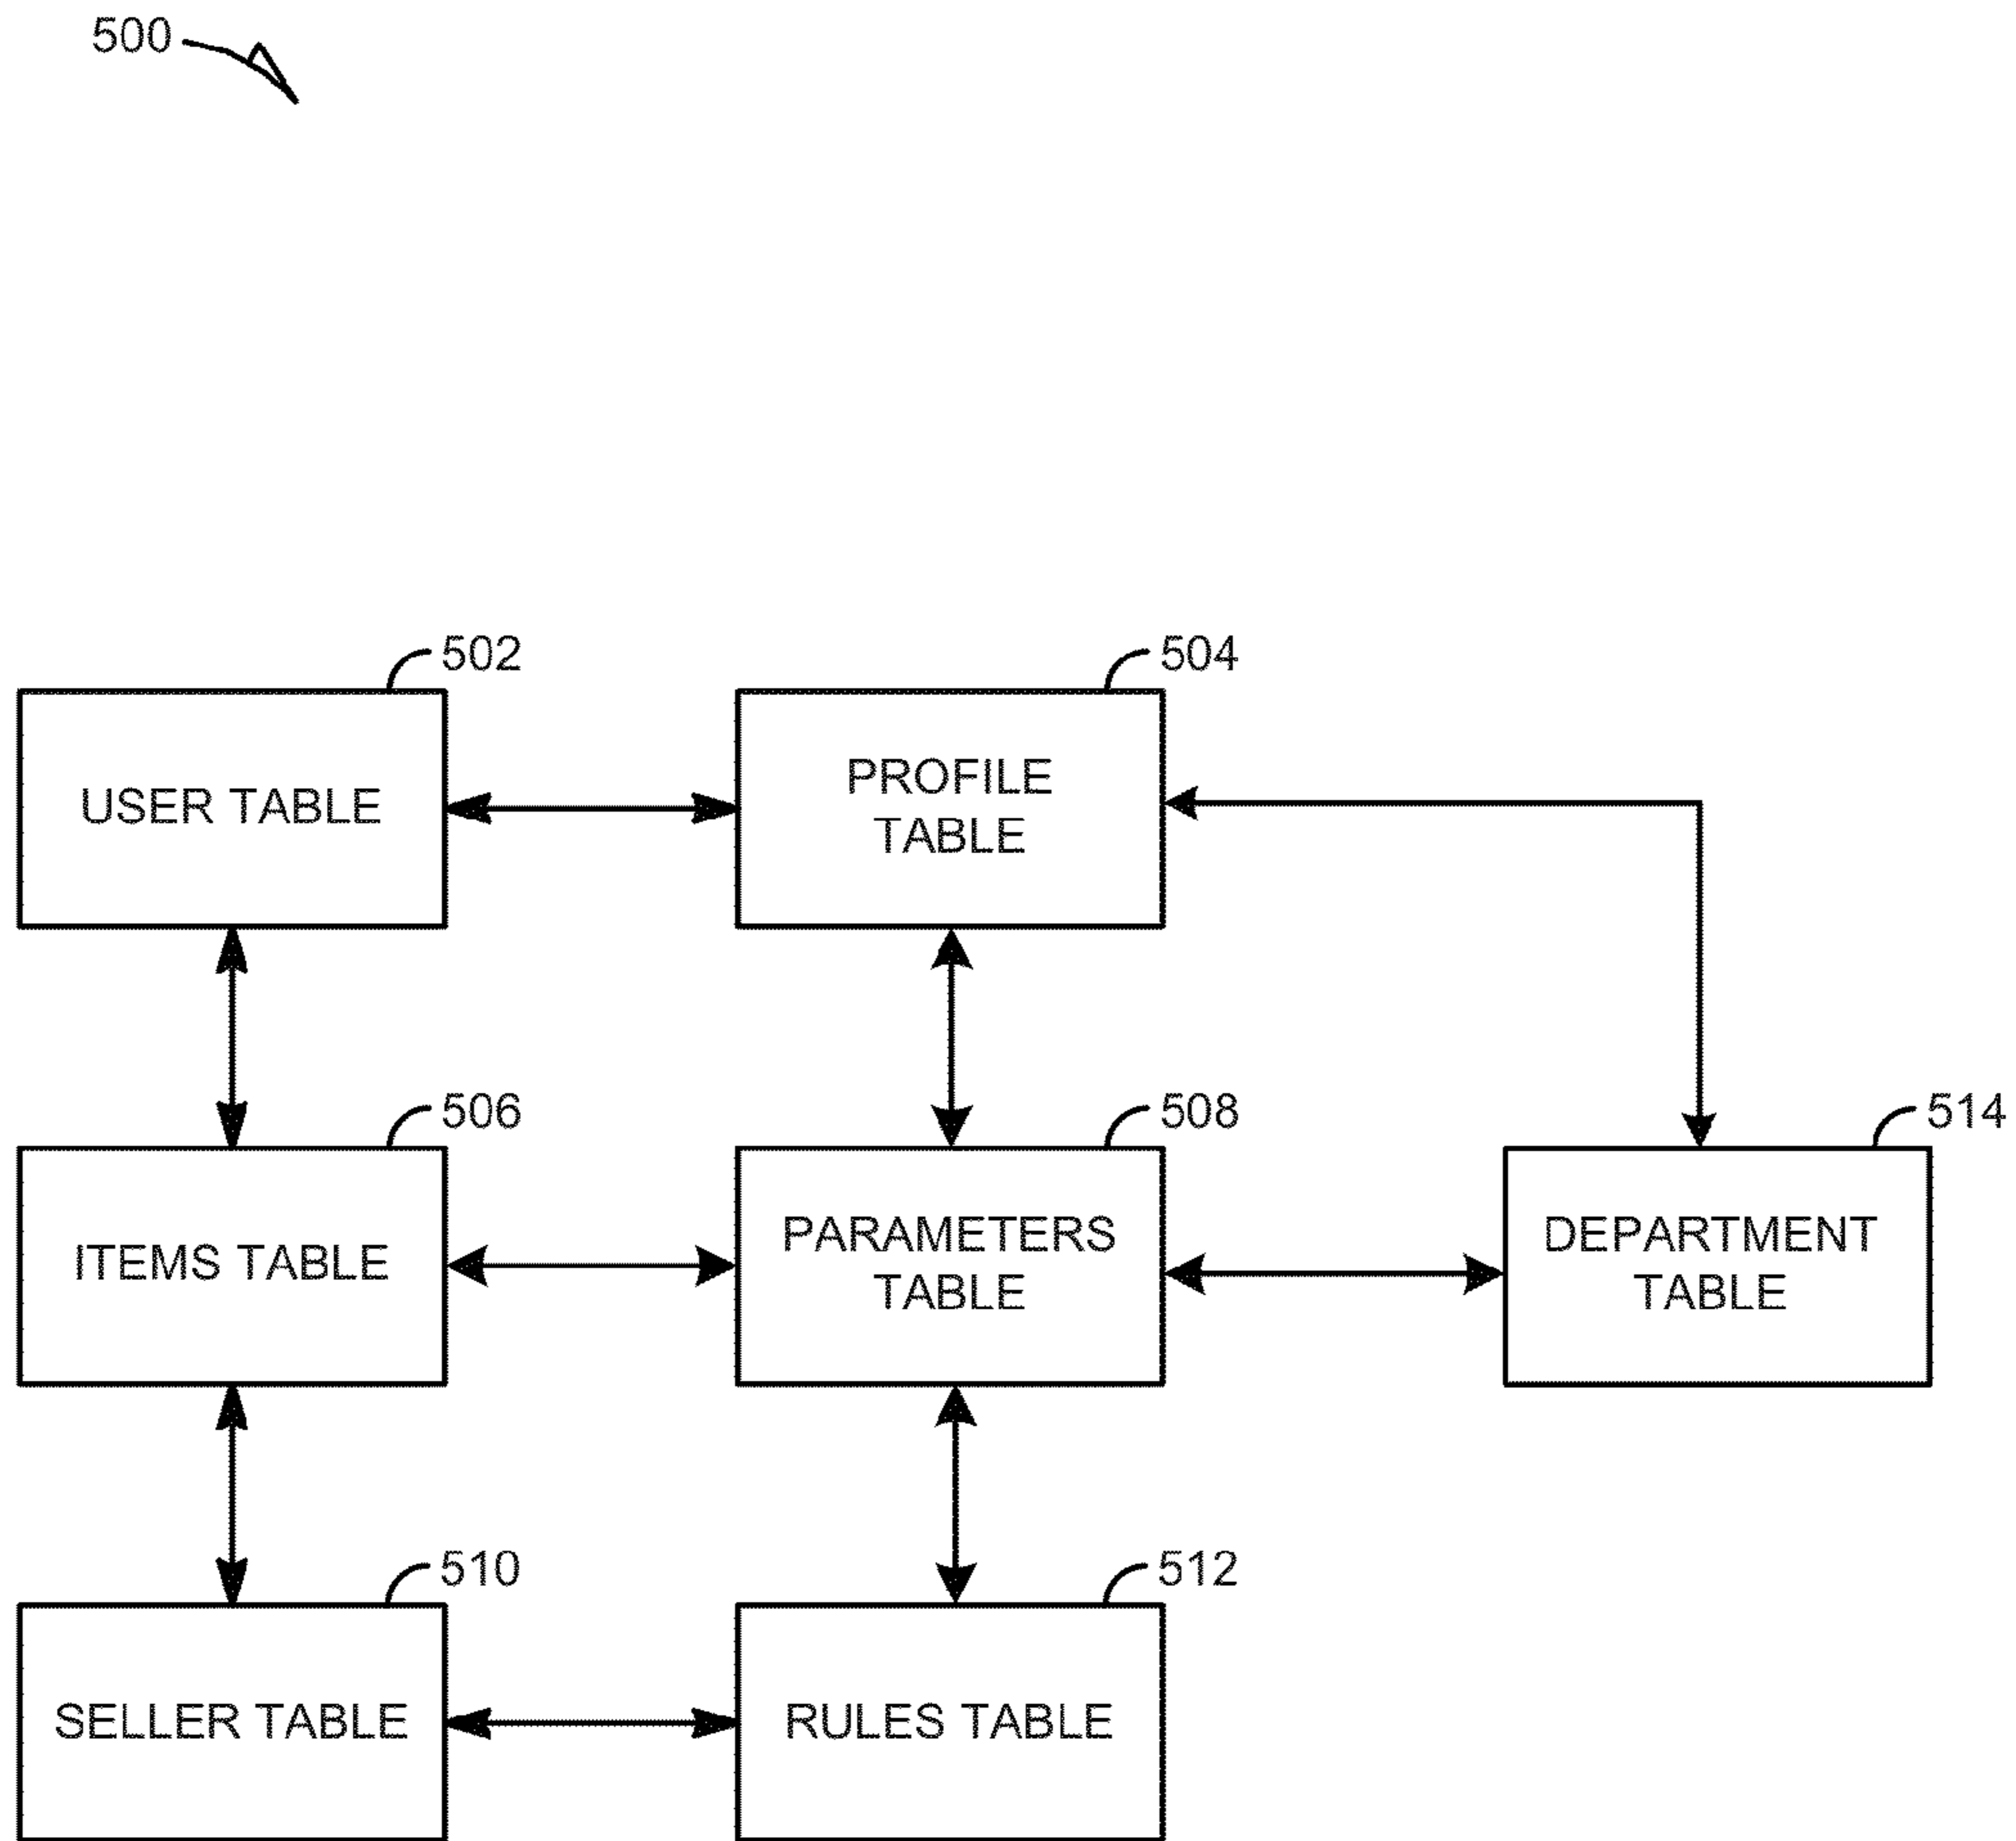 500
502
504
USER TABLE
PROFILE
TABLE
506
508
514
ITEMS TABLE
PARAMETERS
TABLE
DEPARTMENT
TABLE
510
512
SELLER TABLE
RULES TABLE